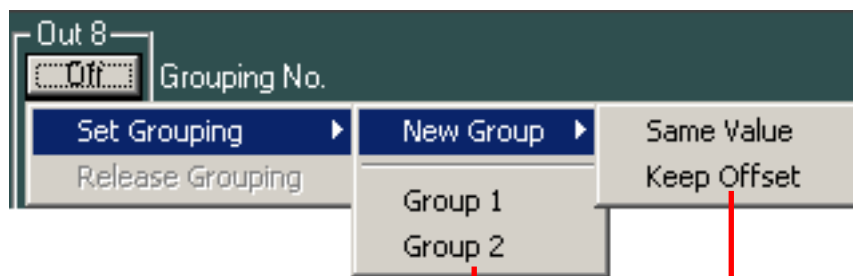 Out 8
Off Grouping No.
Set Grouping New Group Same Value
Release Grouping Keep Offset
Group 1
Group 2